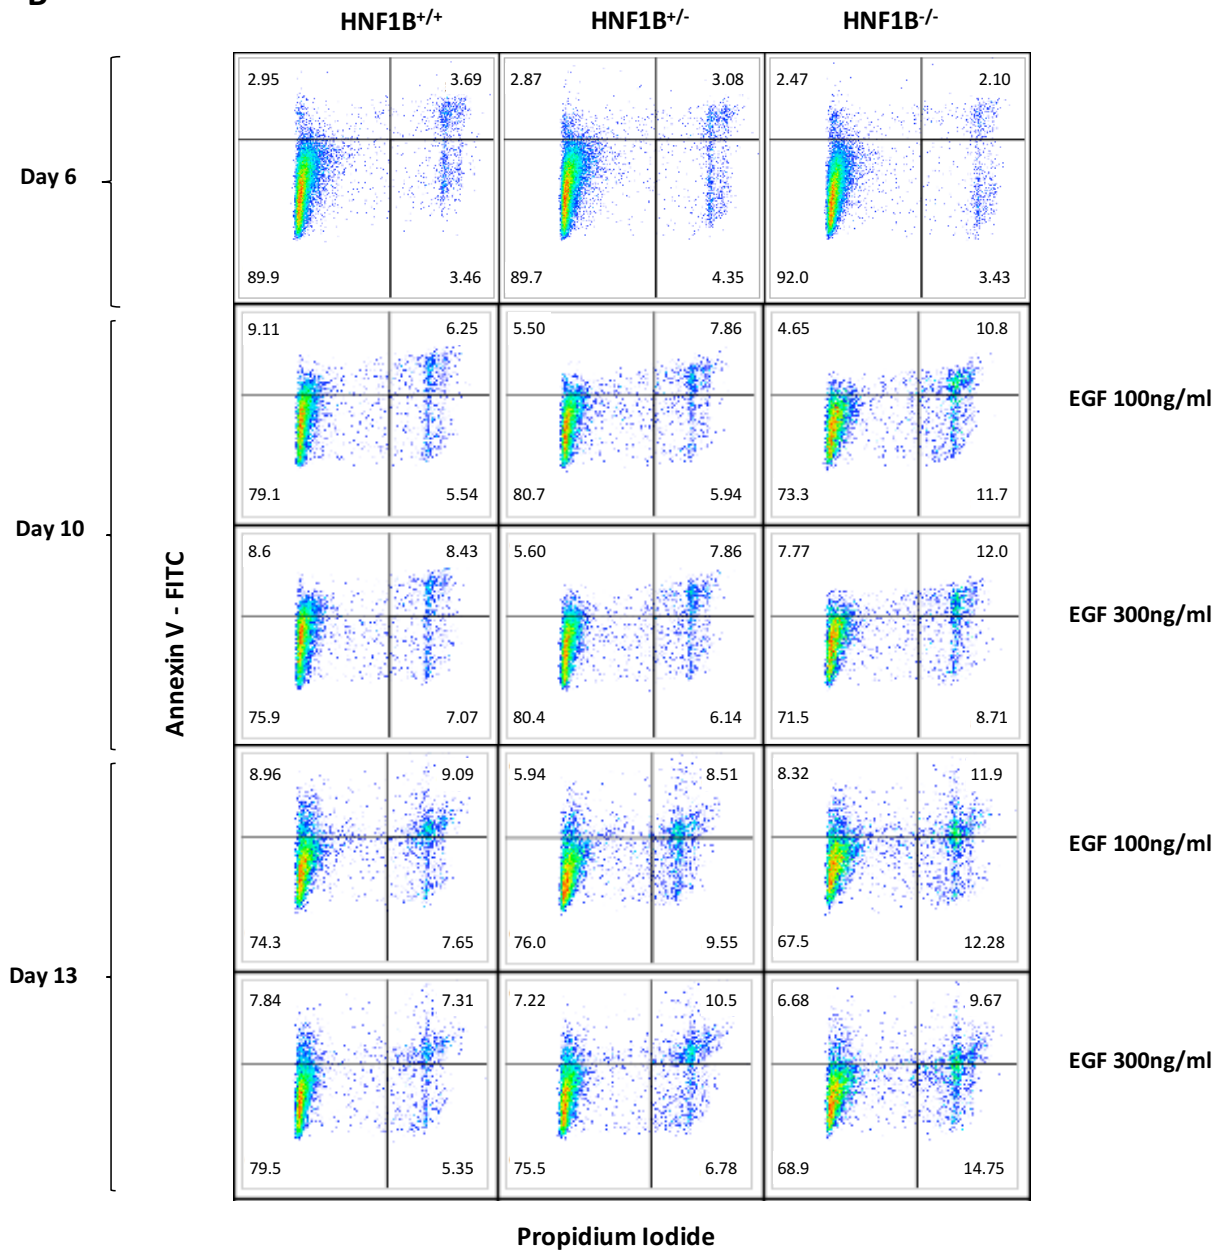 B
HNF1B+/+ HNF1B+/- HNF1B-/-
2.95 3.69 2.87 3.08 2.47 2.10
Day 6
89.9 3.46 89.7 4.35 92.0 3.43
9.11 6.25 5.50 7.86 4.65 10.8
EGF 100ng/ml
79.1 5.54 80.7 5.94 73.3 11.7
Day 10
8.6 8.43 5.60 7.86 7.77 12.0
EGF 300ng/ml
Annexin V - FITC
75.9 7.07 80.4 6.14 71.5 8.71
8.96 9.09 5.94 8.51 8.32 11.9
EGF 100ng/ml
74.3 7.65 76.0 9.55 67.5 12.28
Day 13
7.84 7.31 7.22 10.5 6.68 9.67
EGF 300ng/ml
79.5 5.35 75.5 6.78 68.9 14.75
Propidium Iodide